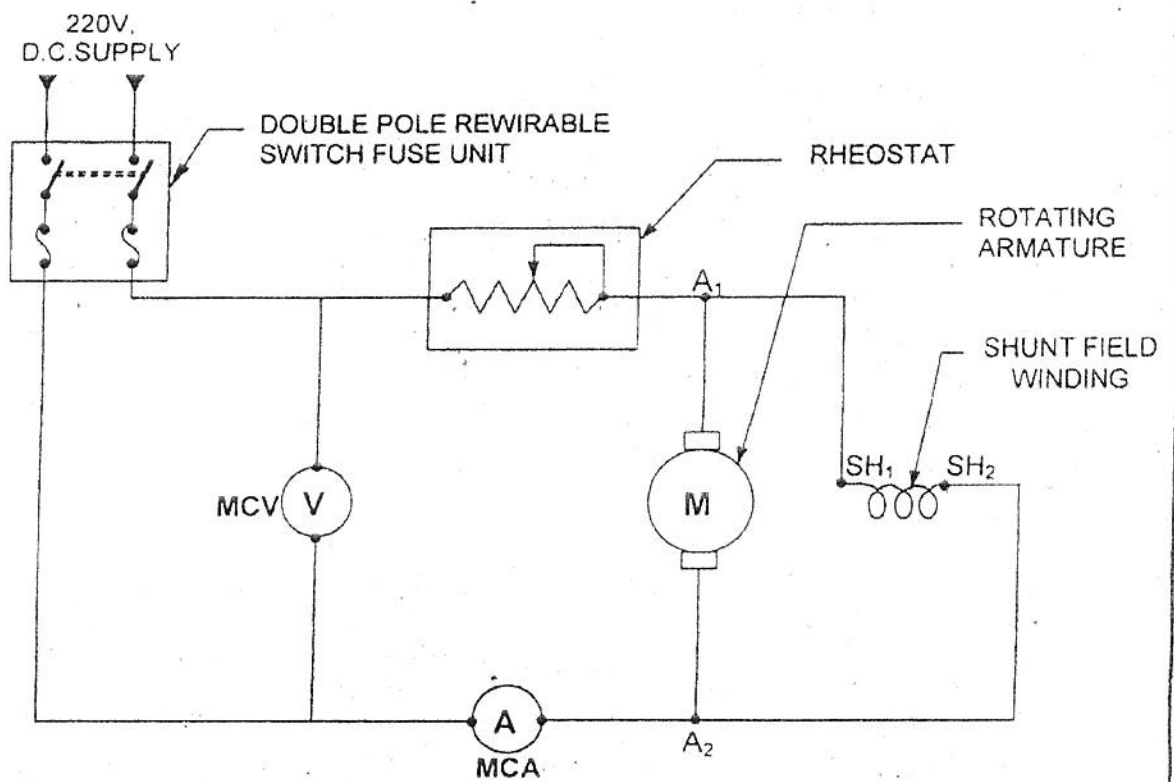 220V,
D.C.SUPPLY
DOUBLE POLE REWIRABLE
SWITCH FUSE UNIT
RHEOSTAT
ROTATING
ARMATURE
A₁
SHUNT FIELD
WINDING
SH₁
SH₂
MCV
V
M
A
A₂
MCA